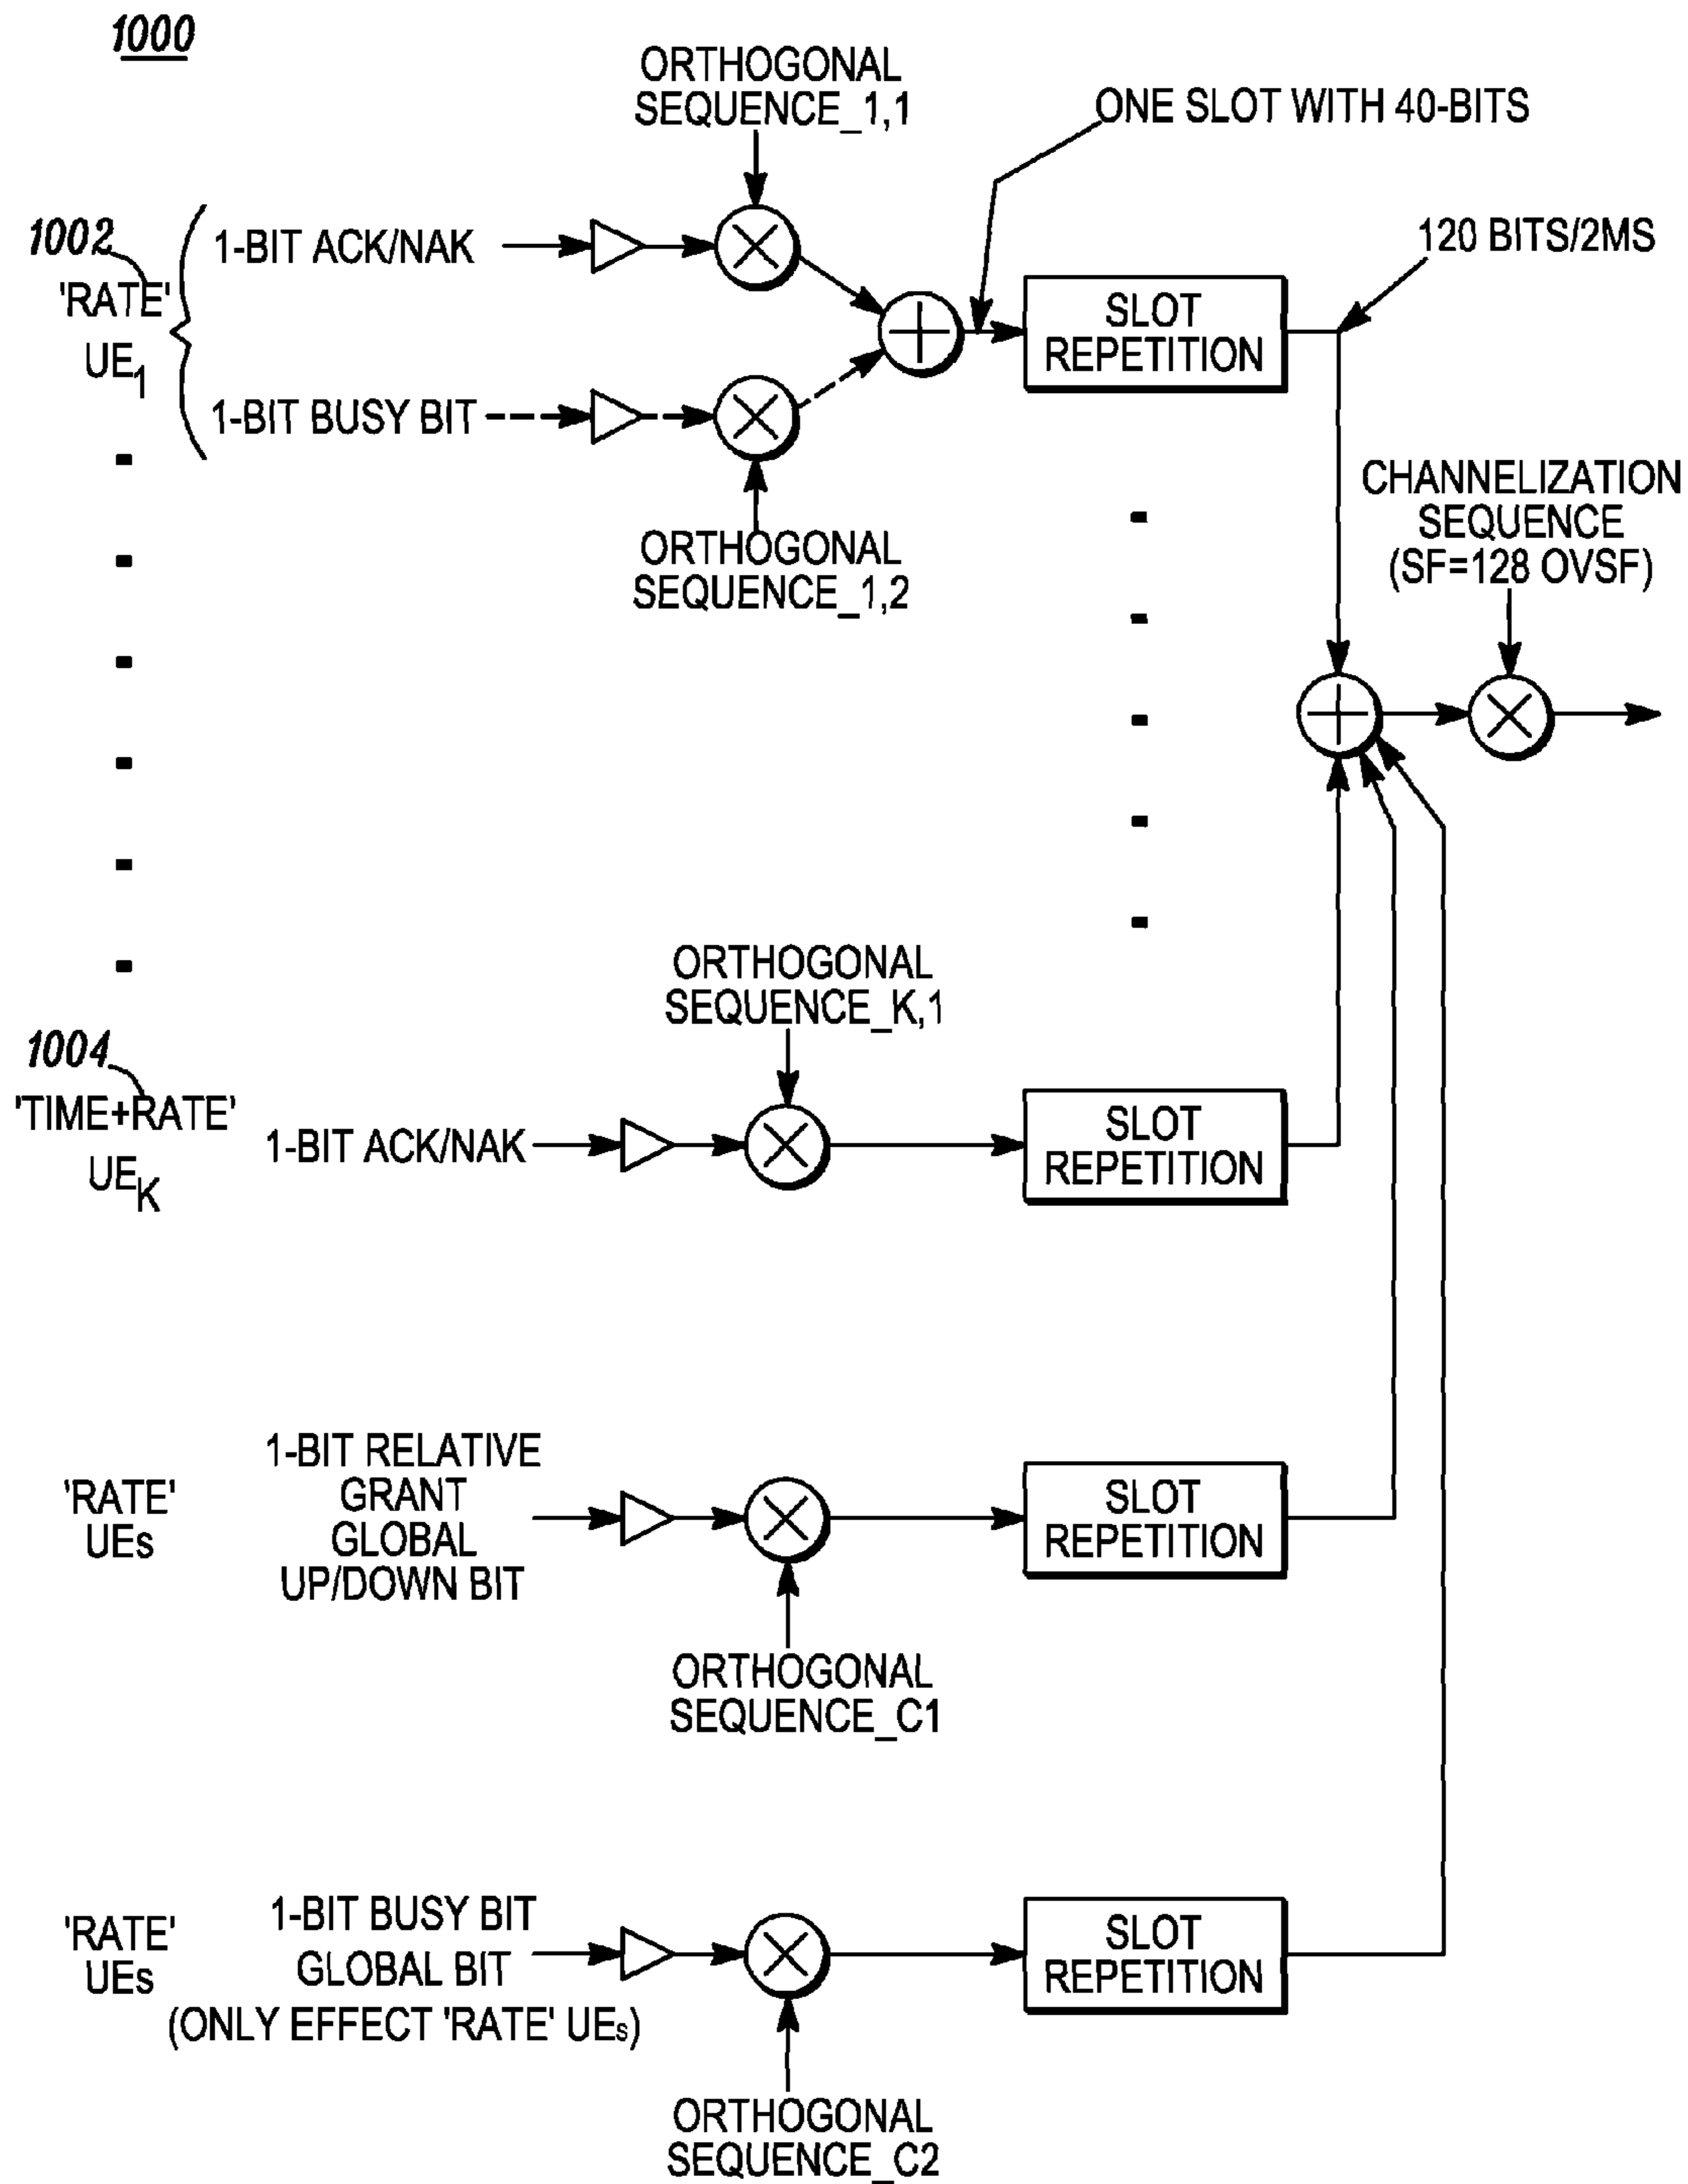 1000
ORTHOGONAL
SEQUENCE_1,1
ONE SLOT WITH 40-BITS
1002
'RATE'
UE1
1-BIT ACK/NAK
120 BITS/2MS
SLOT
REPETITION
1-BIT BUSY BIT
ORTHOGONAL
SEQUENCE_1,2
CHANNELIZATION
SEQUENCE
(SF=128 OVSF)
ORTHOGONAL
SEQUENCE_K,1
1004
'TIME+RATE'
UEK
1-BIT ACK/NAK
SLOT
REPETITION
'RATE'
UEs
1-BIT RELATIVE
GRANT
GLOBAL
UP/DOWN BIT
SLOT
REPETITION
ORTHOGONAL
SEQUENCE_C1
'RATE'
UEs
1-BIT BUSY BIT
GLOBAL BIT
(ONLY EFFECT 'RATE' UEs)
SLOT
REPETITION
ORTHOGONAL
SEQUENCE_C2